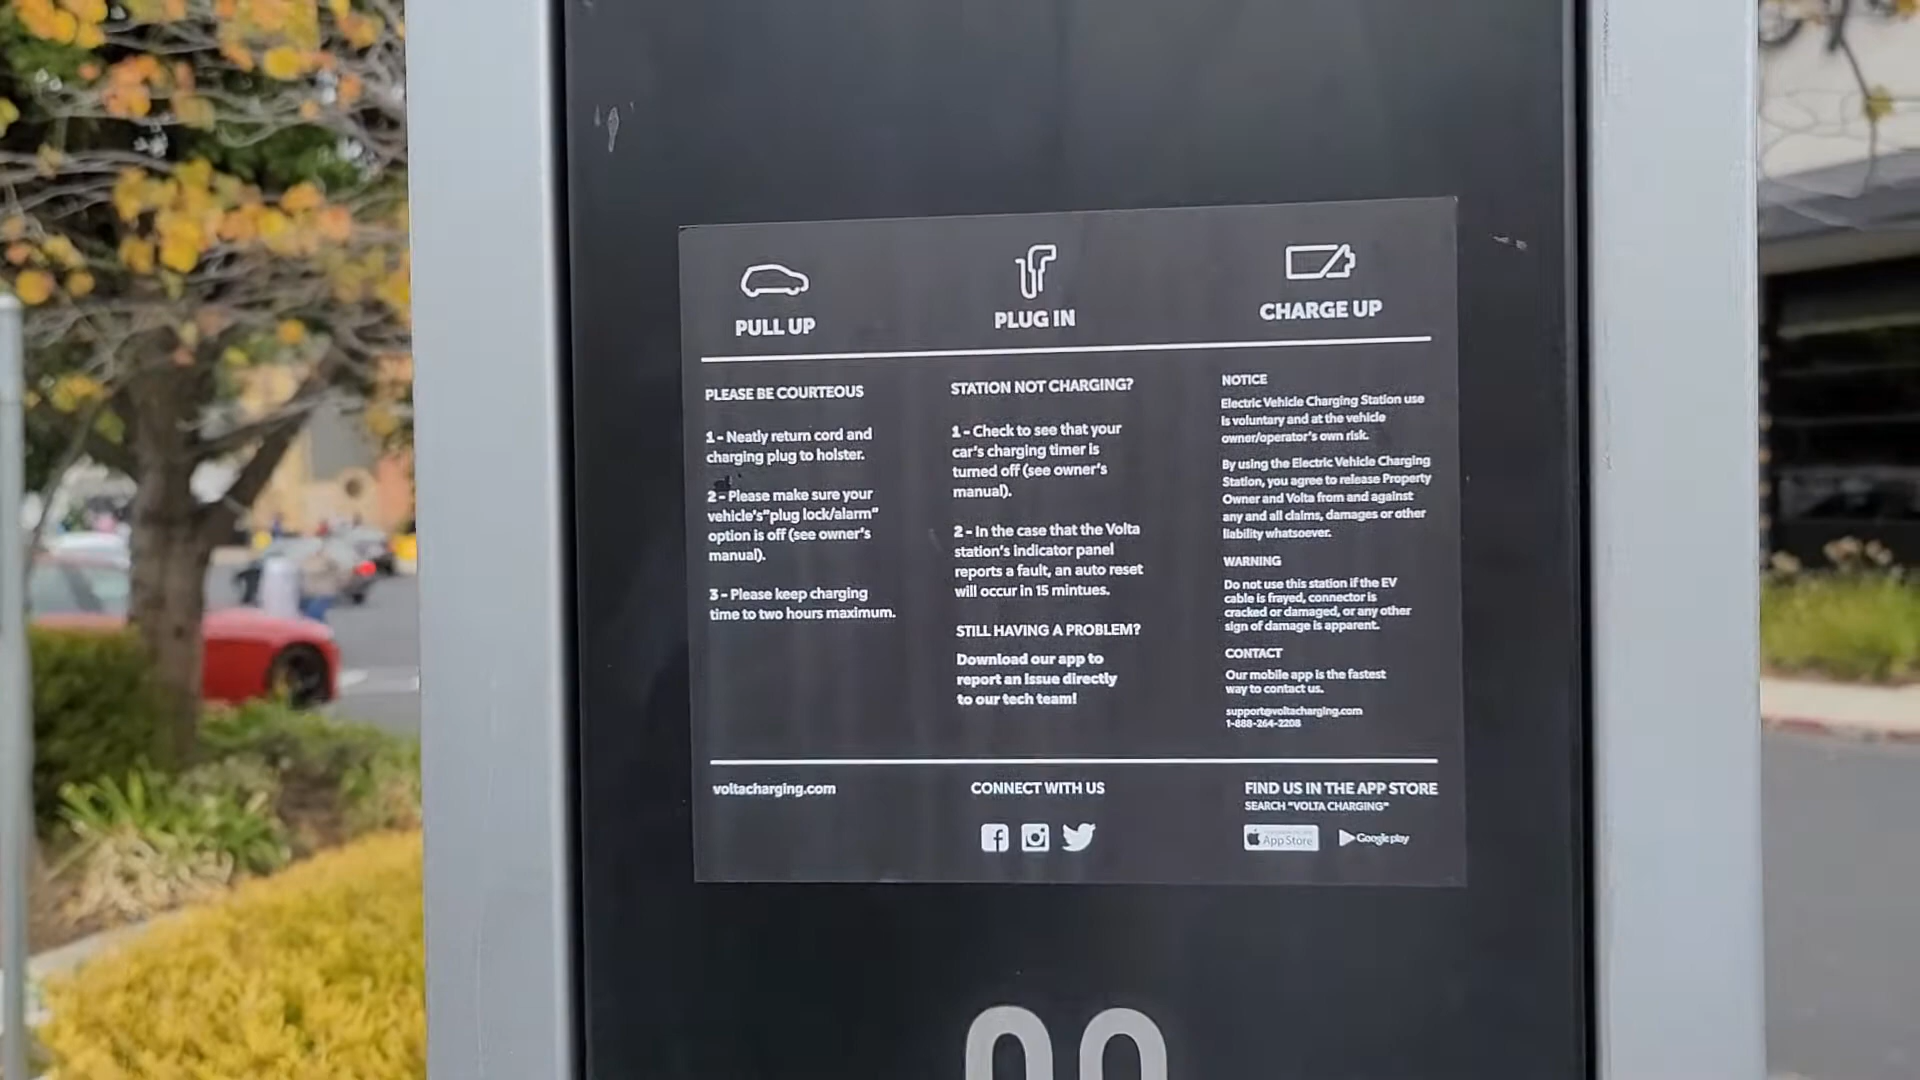 PULL UP
PLUG IN
CHARGE UP
PLEASE BE COURTEOUS
1 - Neatly return cord and
charging plug to holster.
2 - Please make sure your
vehicle's"plug lock/alarm"
option is off (see owner's
manual).
3 - Please keep charging
time to two hours maximum.
STATION NOT CHARGING?
1 - Check to see that your
car's charging timer is
turned off (see owner's
manual).
2 - In the case that the Volta
station's indicator panel
reports a fault, an auto reset
will occur in 15 mintues.
STILL HAVING A PROBLEM?
Download our app to
report an issue directly
to our tech team!
NOTICE
Electric Vehicle Charging Station use
is voluntary and at the vehicle
owner/operator's own risk.
By using the Electric Vehicle Charging
Station, you agree to release Property
Owner and Volta from and against
any and all claims, damages or other
liability whatsoever.
WARNING
Do not use this station if the EV
cable is frayed, connector is
cracked or damaged, or any other
sign of damage is apparent.
CONTACT
Our mobile app is the fastest
way to contact us.
support@voltacharging.com
1-888-264-2208
voltacharging.com
CONNECT WITH US
FIND US IN THE APP STORE
SEARCH "VOLTA CHARGING"
App Store
Google play